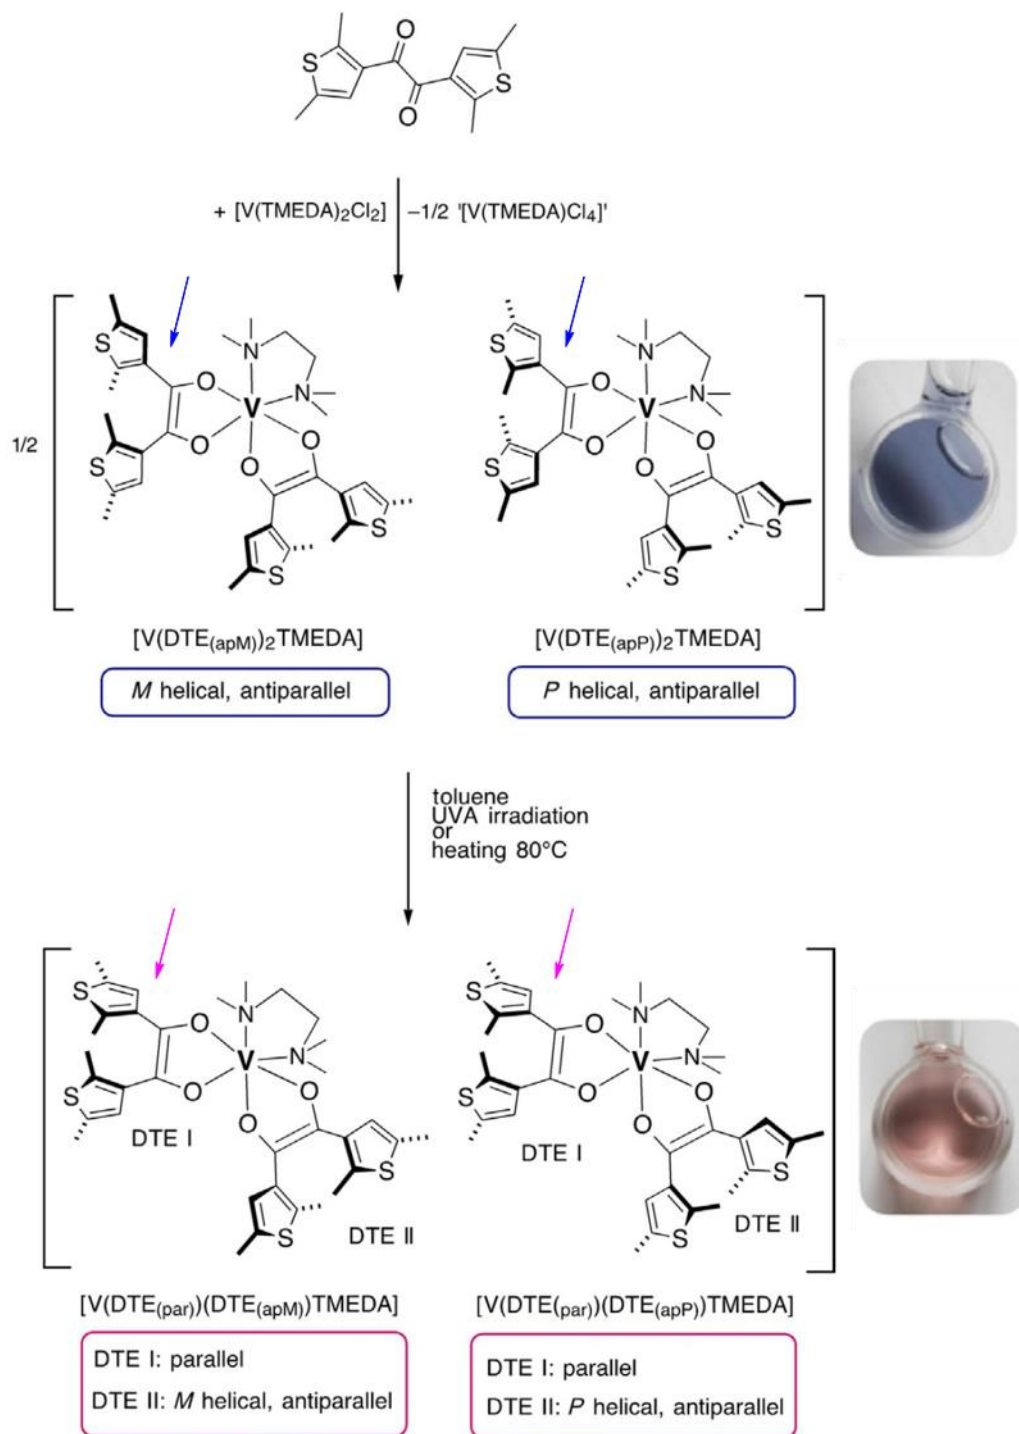 S
O
O
S
+ [V(TMEDA)₂Cl₂]
–1/2 '[V(TMEDA)Cl₄]'
1/2
S
S
O
O
V
N
N
O
O
S
S
S
S
O
O
V
N
N
O
O
S
S
[V(DTE(apM))₂TMEDA]
[V(DTE(apP))₂TMEDA]
M helical, antiparallel
P helical, antiparallel
toluene
UVA irradiation
or
heating 80°C
S
S
O
O
V
N
N
O
O
S
S
DTE I
DTE II
S
S
O
O
V
N
N
O
O
S
S
DTE I
DTE II
[V(DTE(par))(DTE(apM))TMEDA]
[V(DTE(par))(DTE(apP))TMEDA]
DTE I: parallel
DTE II: M helical, antiparallel
DTE I: parallel
DTE II: P helical, antiparallel